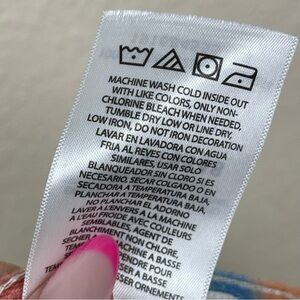 MACHINE WASH COLD INSIDE OUT
WITH LIKE COLORS, ONLY NON-
CHLORINE BLEACH WHEN NEEDED,
TUMBLE DRY LOW OR LINE DRY,
LOW IRON, DO NOT IRON DECORATION
LAVAR EN LAVADORA CON AGUA
FRIA AL REVES CON COLORES
SIMILARES, USAR SOLO
BLANQUEADOR SIN CLORO SI ES
NECESARIO, SECAR COLGADO O EN
SECADORA A TEMPERATURA BAJA,
PLANCHAR A TEMPERATURA BAJA,
NO PLANCHAR EL ADORNO
LAVER A L'ENVERS A LA MACHINE
A L'EAU FROIDE AVEC COULEURS
SEMBLABLES, AGENT DE
BLANCHIMENT NON CHLORE,
SECHER A MACHINE A BASSE